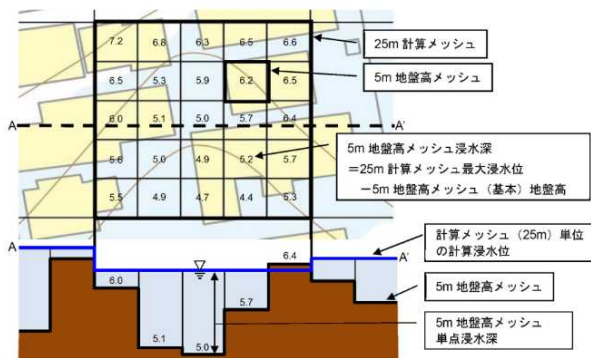 7.2 6.8 6.3 6.5 6.6
25m 計算メッシュ
5m 地盤高メッシュ
6.5 5.3 5.9 6.2 6.5
A 6.0 5.1 5.0 5.7 6.4 A'
5.6 5.0 4.9 5.2 5.7
5m 地盤高メッシュ浸水深
＝25m 計算メッシュ最大浸水位
－5m 地盤高メッシュ（基本）地盤高
5.5 4.9 4.7 4.4 5.3
計算メッシュ（25m）単位
の計算浸水位
A 6.4 A'
6.0
5m 地盤高メッシュ
5.7
5.1
5.0
5m 地盤高メッシュ
単点浸水深